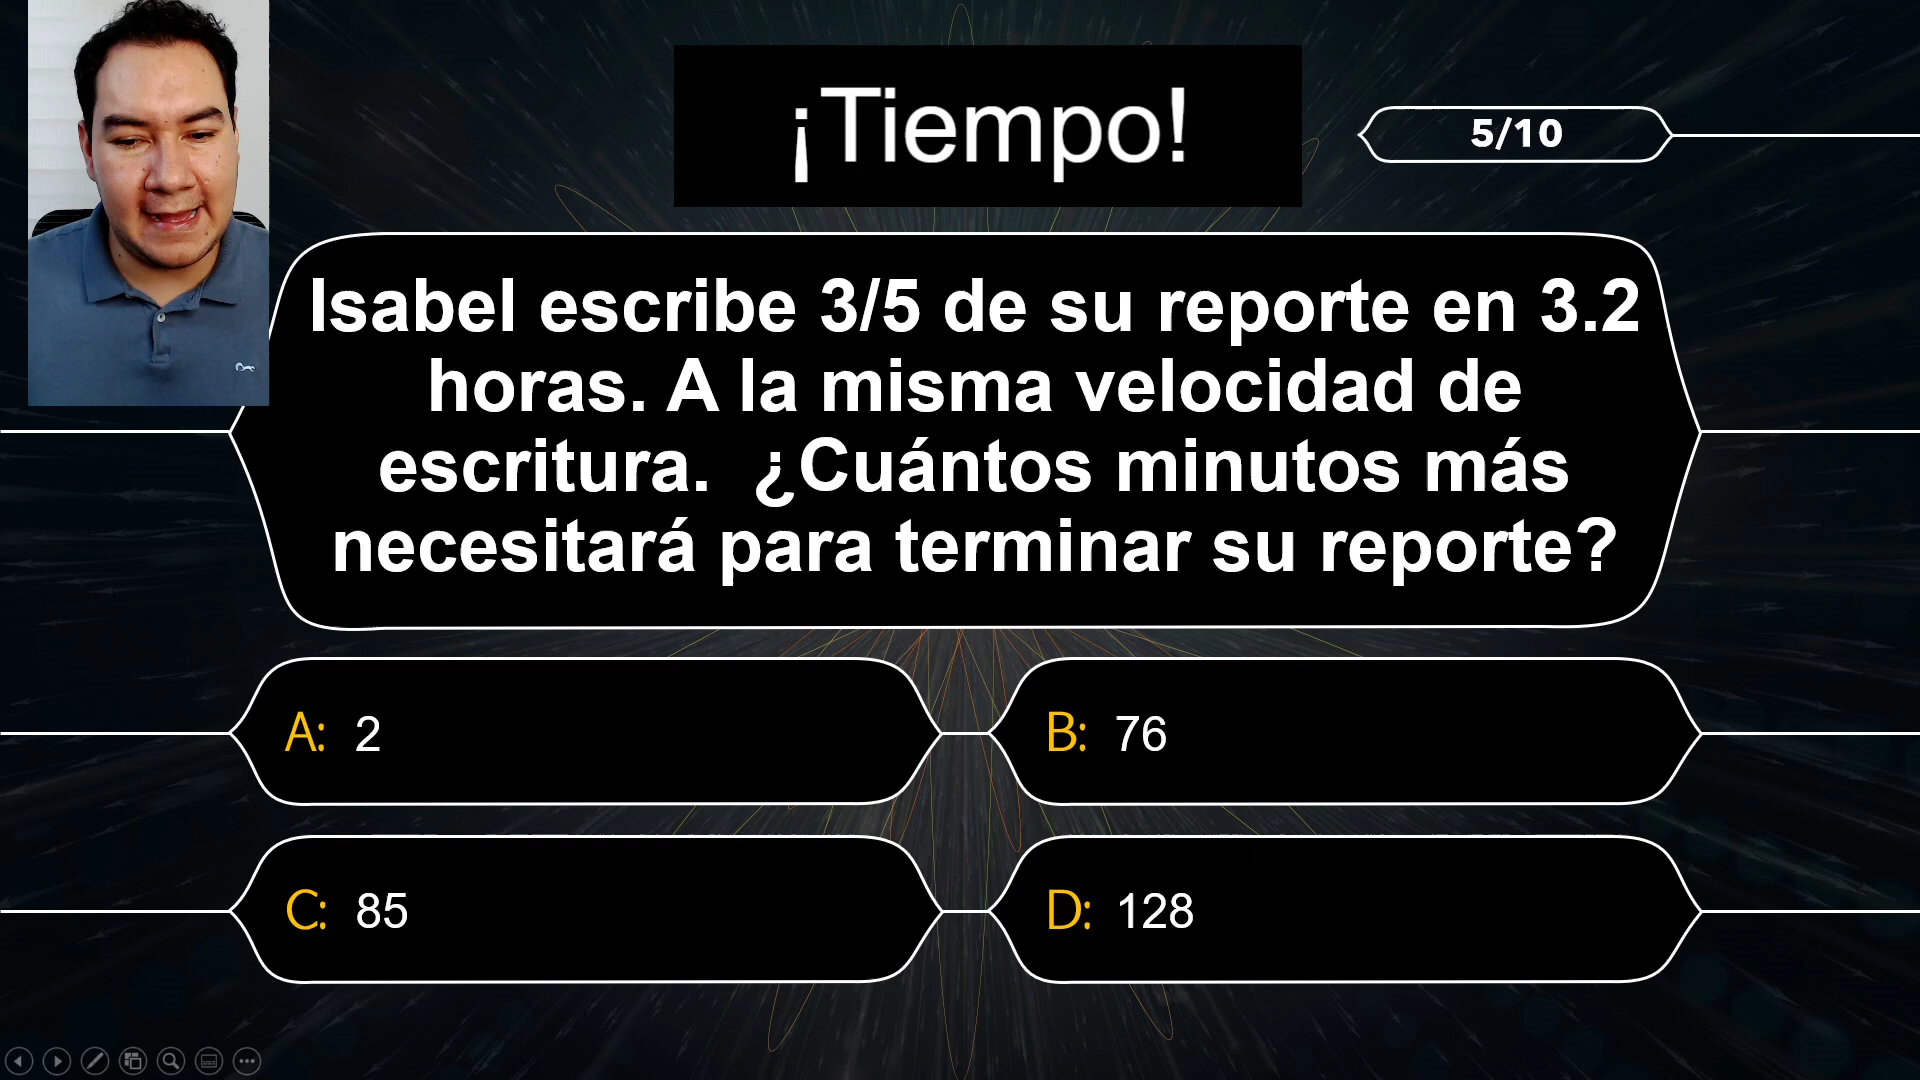 ¡Tiempo!
5/10
Isabel escribe 3/5 de su reporte en 3.2
horas. A la misma velocidad de
escritura.  ¿Cuántos minutos más
necesitará para terminar su reporte?
A: 2
B: 76
C: 85
D: 128